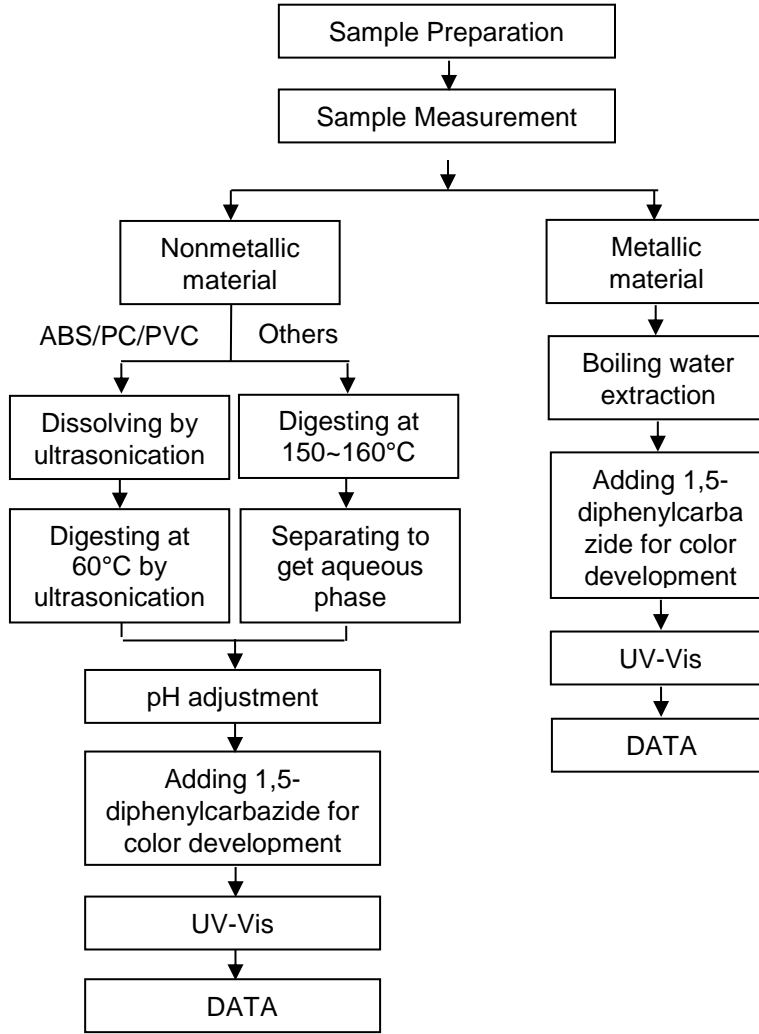 Sample Preparation
Sample Measurement
Nonmetallic
material
ABS/PC/PVC
Others
Dissolving by
ultrasonication
Digesting at
150~160°C
Digesting at
60°C by
ultrasonication
Separating to
get aqueous
phase
pH adjustment
Adding 1,5-
diphenylcarbazide for
color development
UV-Vis
DATA
Metallic
material
Boiling water
extraction
Adding 1,5-
diphenylcarba
zide for color
development
UV-Vis
DATA